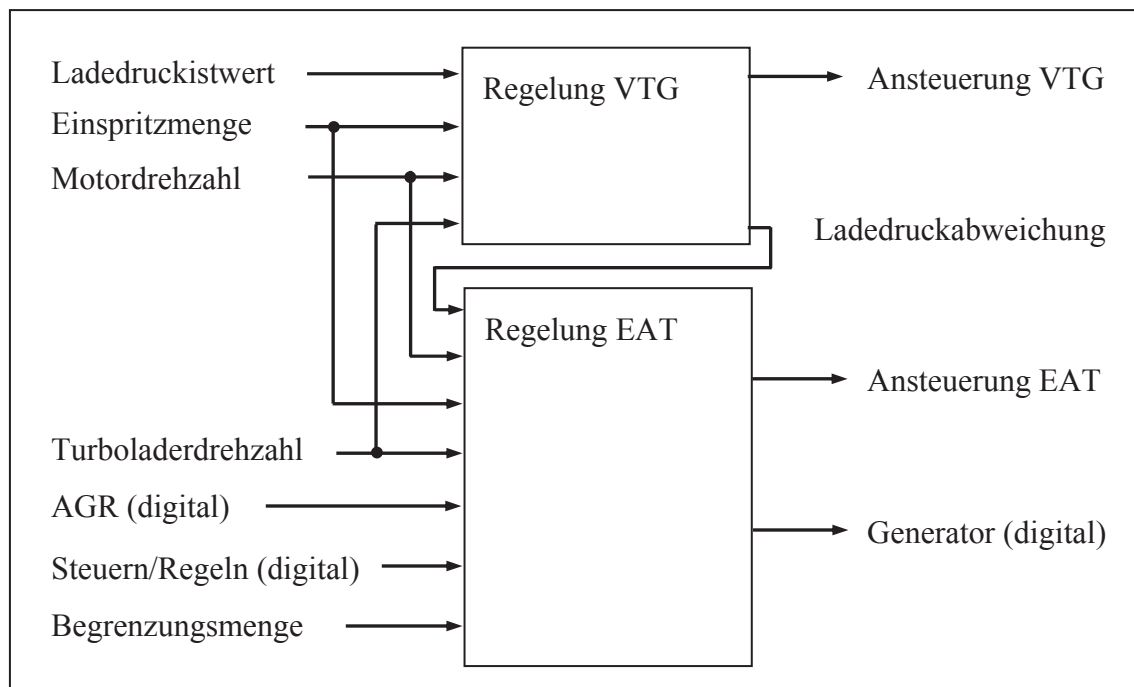 Ladedruckistwert
Einspritzmenge
Motordrehzahl
Regelung VTG
Ansteuerung VTG
Ladedruckabweichung
Regelung EAT
Ansteuerung EAT
Turboladerdrehzahl
AGR (digital)
Steuern/Regeln (digital)
Begrenzungsmenge
Generator (digital)